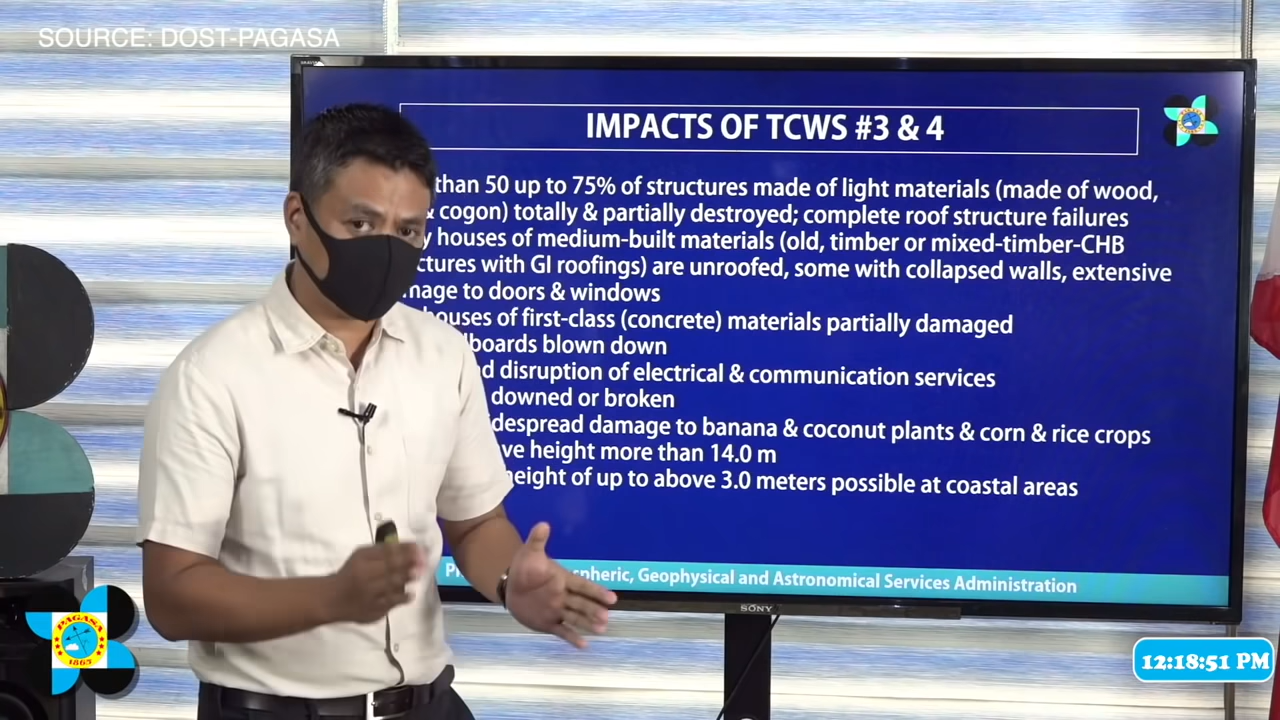 SOURCE: DOST-PAGASA
IMPACTS OF TCWS #3 & 4
than 50 up to 75% of structures made of light materials (made of wood,
& cogon) totally & partially destroyed; complete roof structure failures
houses of medium-built materials (old, timber or mixed-timber-CHB
ctures with GI roofings) are unroofed, some with collapsed walls, extensive
mage to doors & windows
houses of first-class (concrete) materials partially damaged
lboards blown down
nd disruption of electrical & communication services
downed or broken
idespread damage to banana & coconut plants & corn & rice crops
ve height more than 14.0 m
height of up to above 3.0 meters possible at coastal areas
spheric, Geophysical and Astronomical Services Administration
SONY
PAGASA
1865
12:18:51 PM